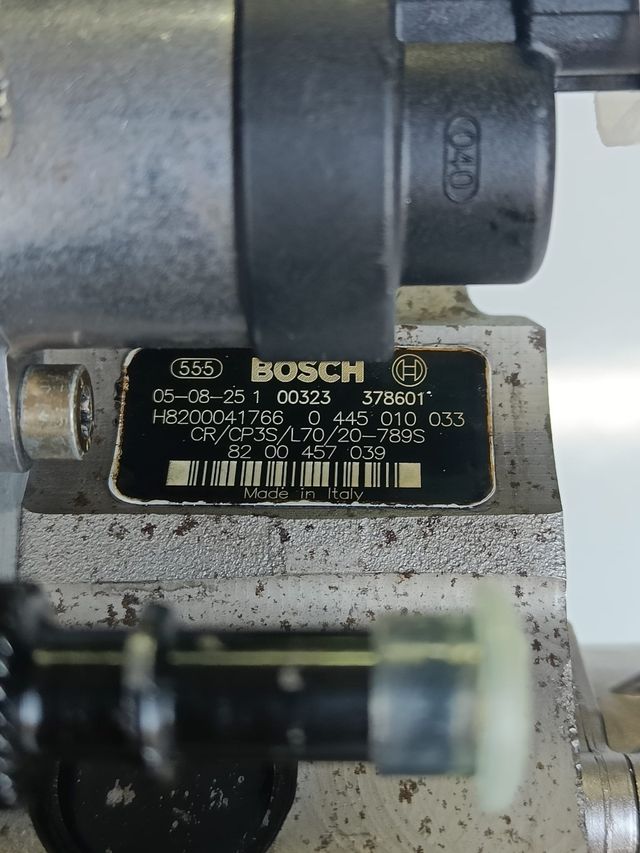 040
555 BOSCH
05-08-25 1 00323 378601
H8200041766 0 445 010 033
CR/CP3S/L70/20-789S
82 00 457 039
Made in Italy